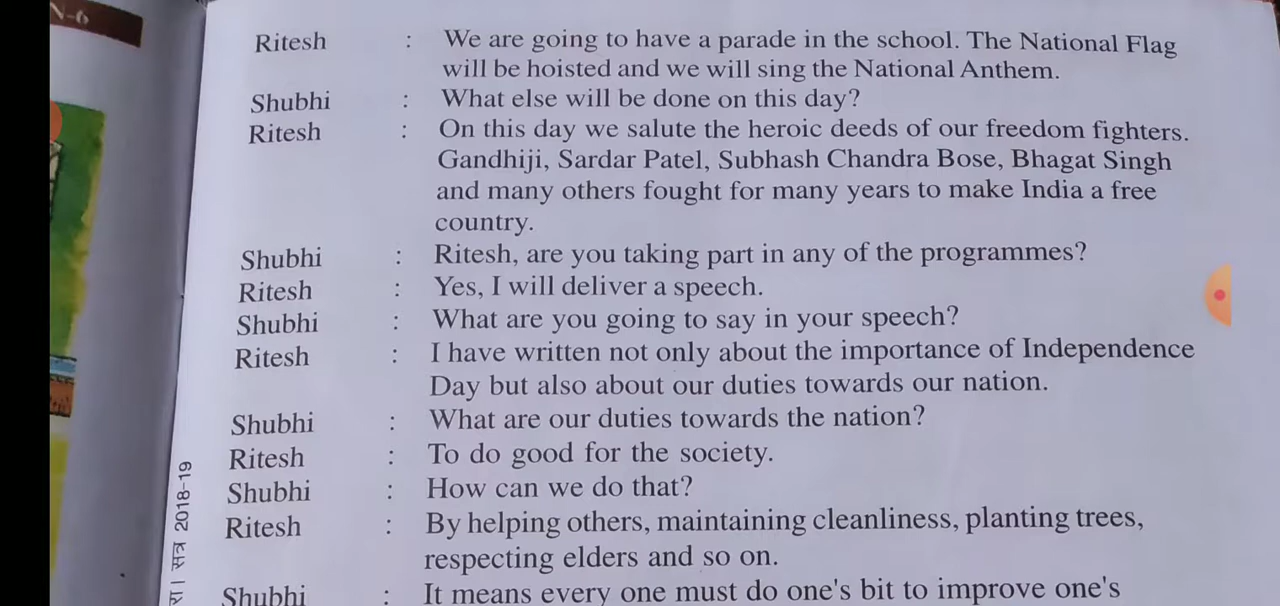 N-6
Ritesh : We are going to have a parade in the school. The National Flag
will be hoisted and we will sing the National Anthem.
Shubhi : What else will be done on this day?
Ritesh : On this day we salute the heroic deeds of our freedom fighters.
Gandhiji, Sardar Patel, Subhash Chandra Bose, Bhagat Singh
and many others fought for many years to make India a free
country.
Shubhi : Ritesh, are you taking part in any of the programmes?
Ritesh : Yes, I will deliver a speech.
Shubhi : What are you going to say in your speech?
Ritesh : I have written not only about the importance of Independence
Day but also about our duties towards our nation.
Shubhi : What are our duties towards the nation?
Ritesh : To do good for the society.
Shubhi : How can we do that?
Ritesh : By helping others, maintaining cleanliness, planting trees,
respecting elders and so on.
Shubhi : It means every one must do one's bit to improve one's
। सत्र 2018-19